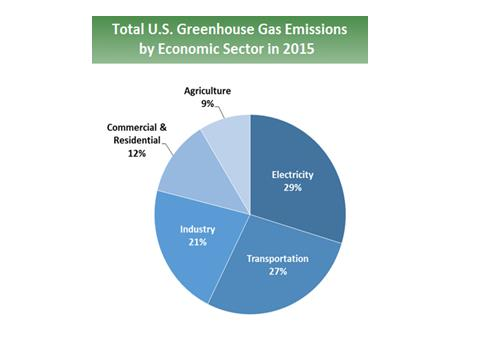 Total U.S. Greenhouse Gas Emissions
by Economic Sector in 2015
Agriculture
9%
Commercial &
Residential
12%
Electricity
29%
Industry
21%
Transportation
27%